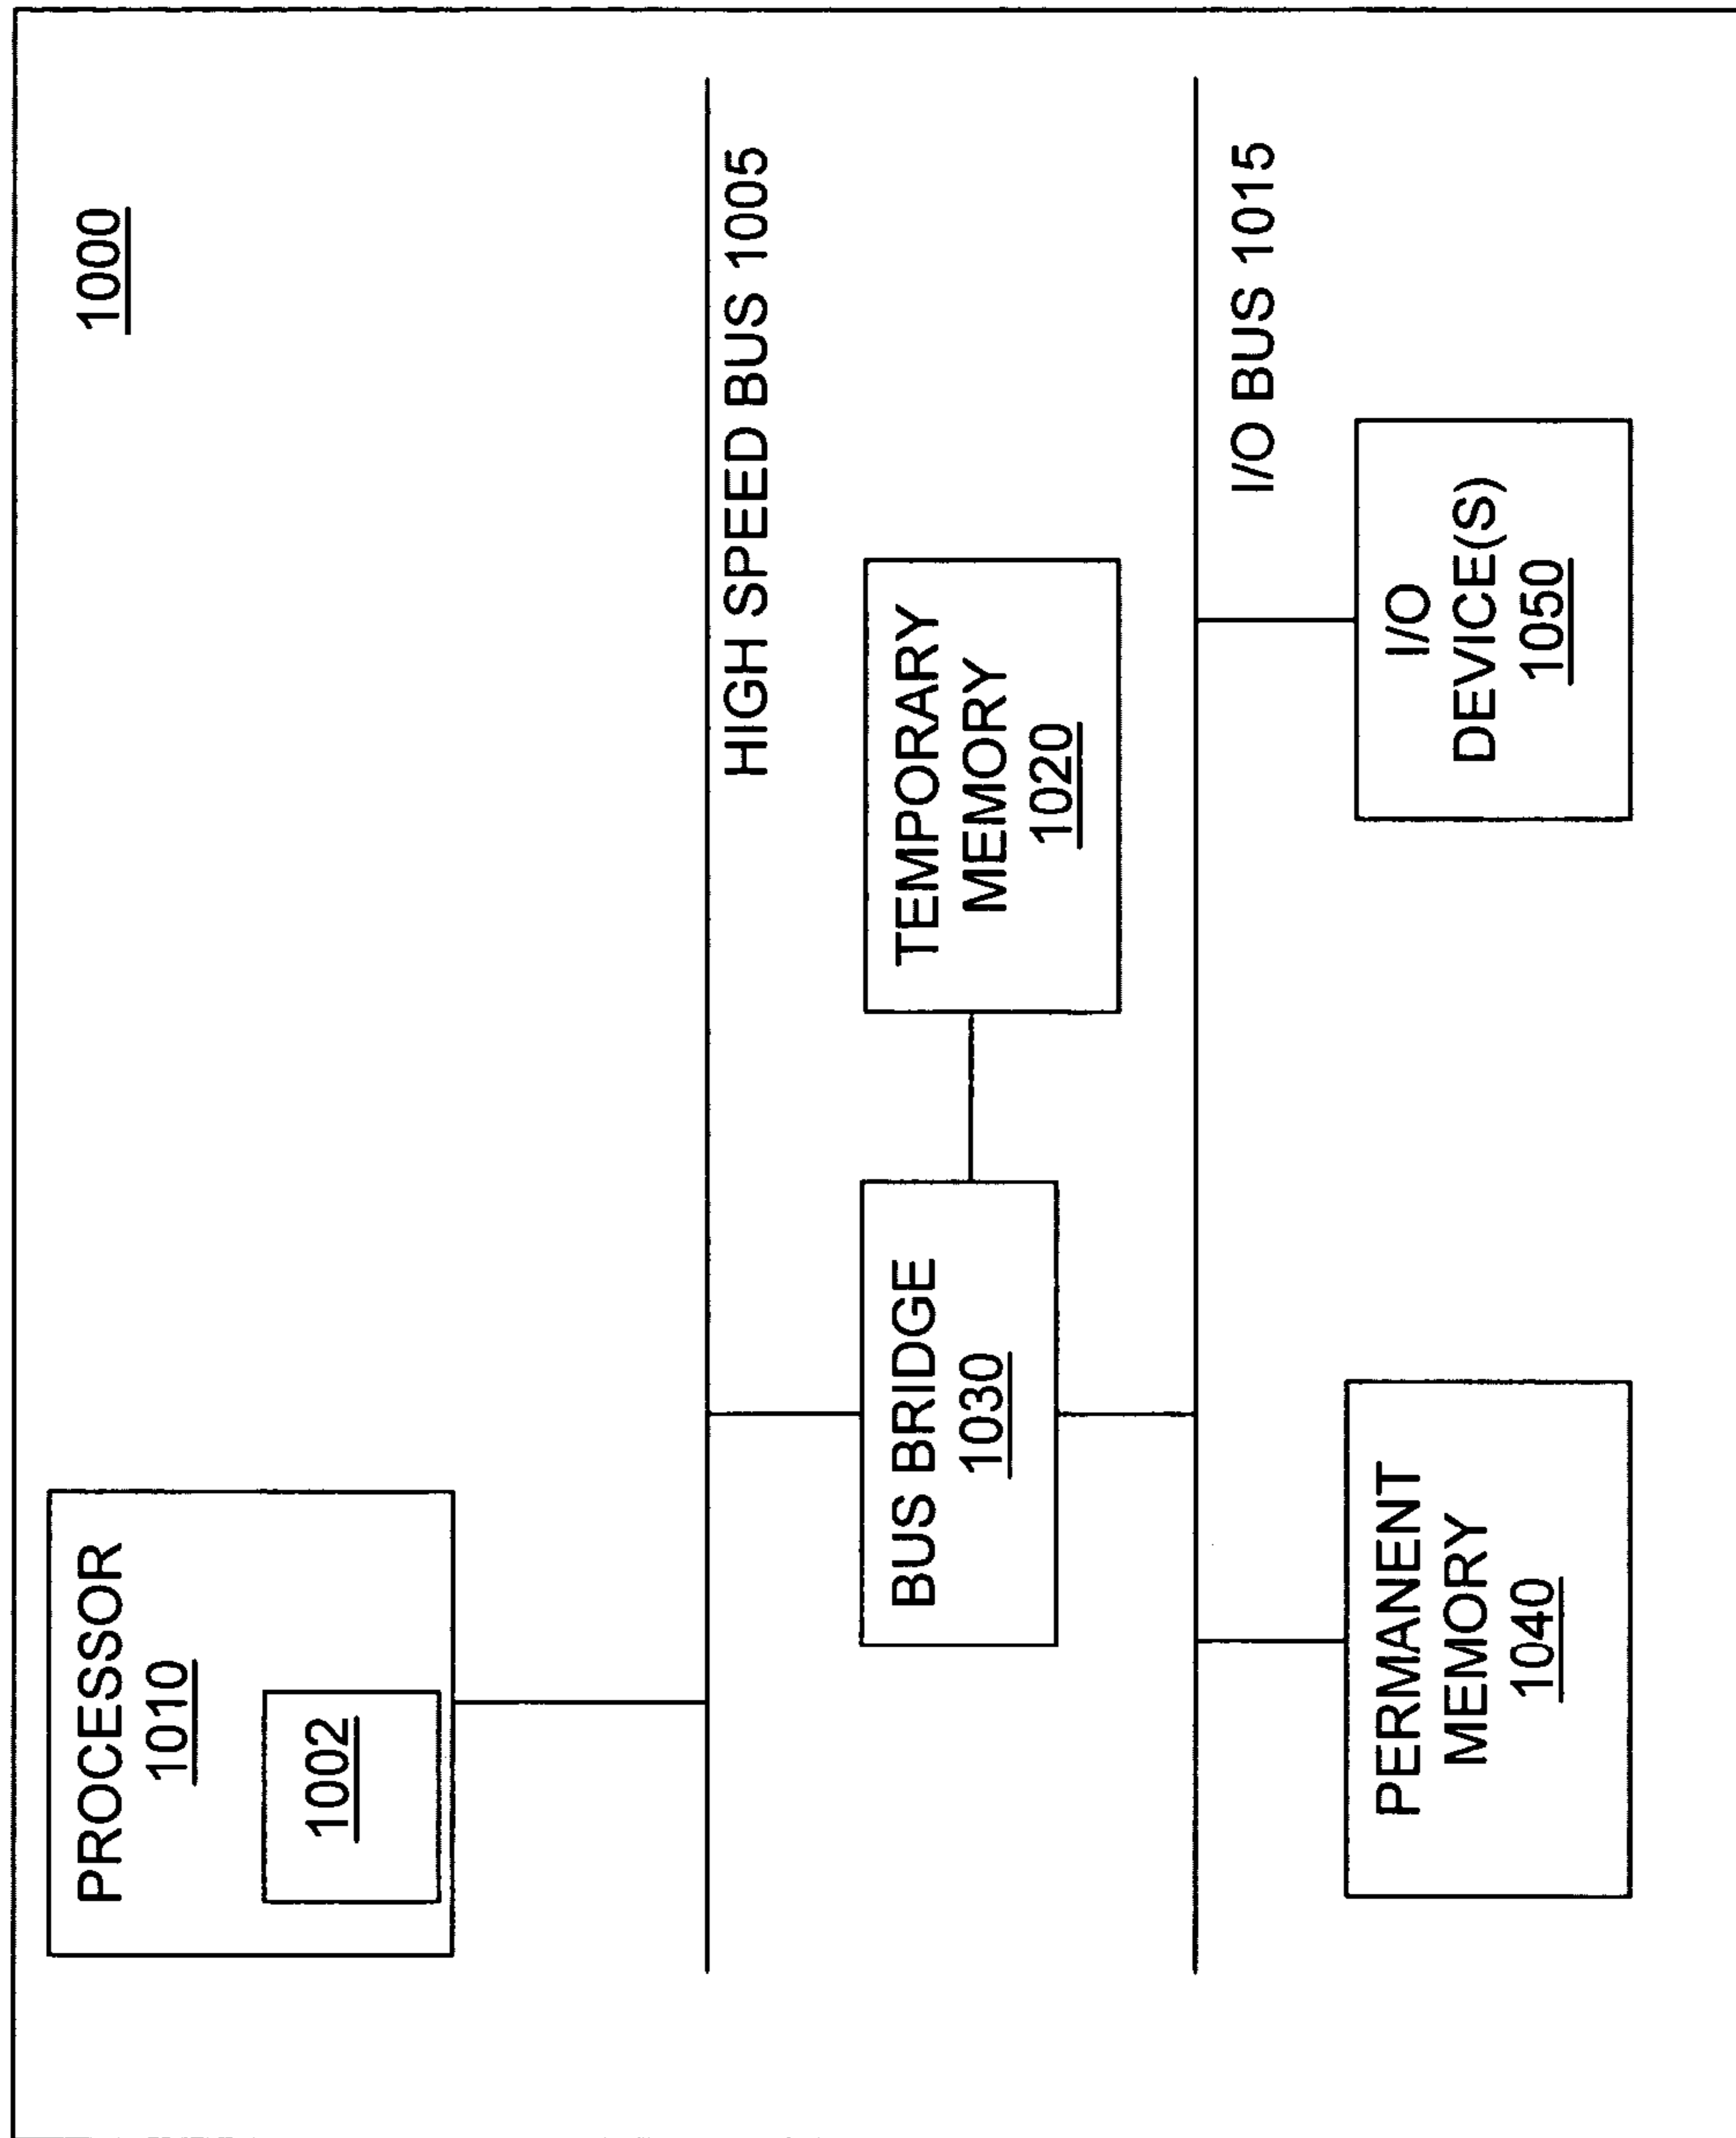 1000
PROCESSOR
1010
1002
HIGH SPEED BUS 1005
BUS BRIDGE
1030
TEMPORARY
MEMORY
1020
I/O BUS 1015
PERMANENT
MEMORY
1040
I/O
DEVICE(S)
1050